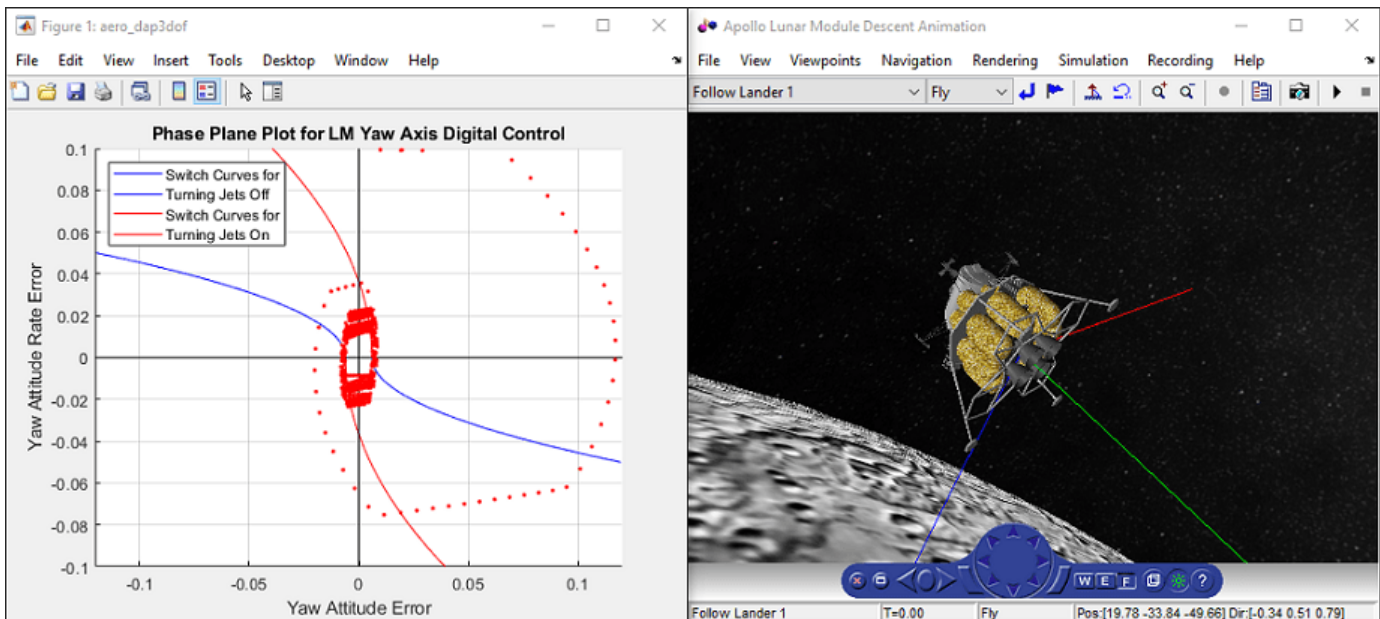 Figure 1: aero_dap3dof
File Edit View Insert Tools Desktop Window Help
Phase Plane Plot for LM Yaw Axis Digital Control
0.1
0.08
0.06
0.04
0.02
0
-0.02
-0.04
-0.06
-0.08
-0.1
Yaw Attitude Rate Error
Switch Curves for
Turning Jets Off
Switch Curves for
Turning Jets On
-0.1 -0.05 0 0.05 0.1
Yaw Attitude Error
Apollo Lunar Module Descent Animation
File View Viewpoints Navigation Rendering Simulation Recording Help
Follow Lander 1 Fly
W E F ?
Follow Lander 1 T=0.00 Fly Pos:[19.78 -33.84 -49.66] Dir:[-0.34 0.51 0.79]